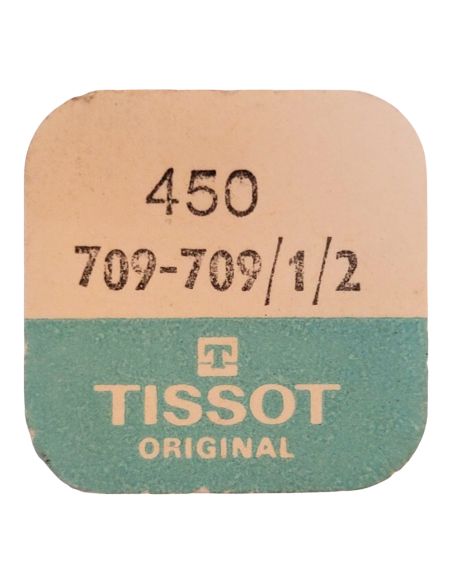 450
709-709/1/2
T
TISSOT
ORIGINAL